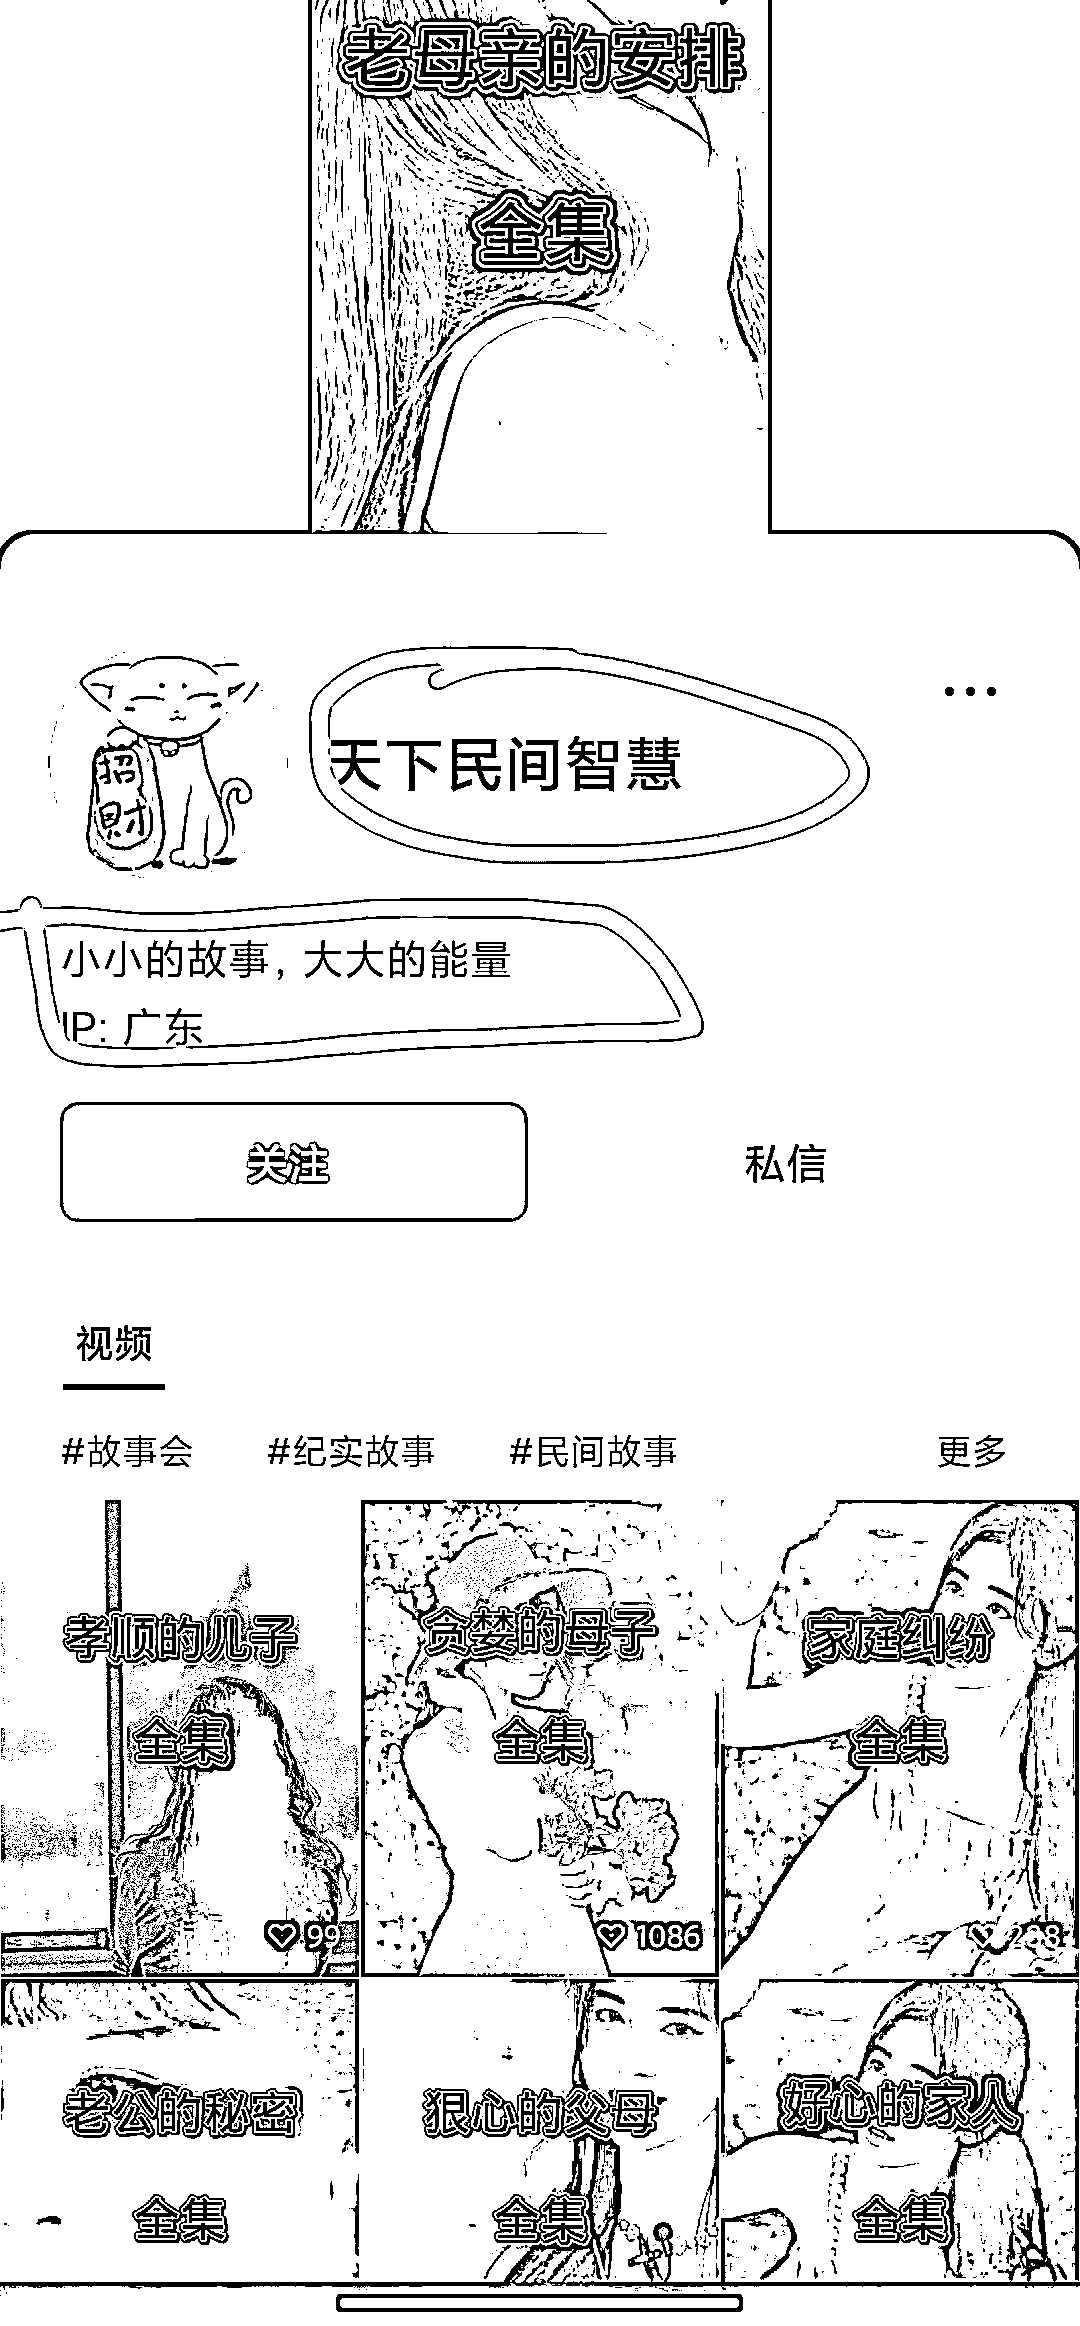 老母亲的安排
全集
招財
天下民间智慧
小小的故事，大大的能量
IP: 广东
关注 私信
视频
#故事会 #纪实故事 #民间故事 更多
孝顺的儿子 贪婪的母子 家庭纠纷
全集 全集 全集
99 1086 238
老公的秘密 狠心的父母 好心的家人
全集 全集 全集